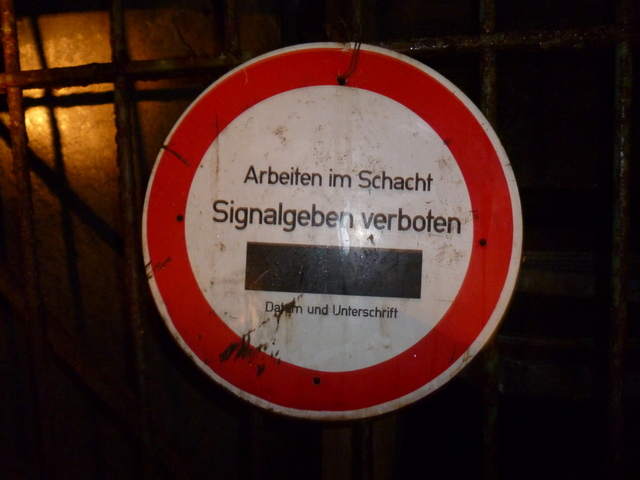 Arbeiten im Schacht
Signalgeben verboten
Datum und Unterschrift